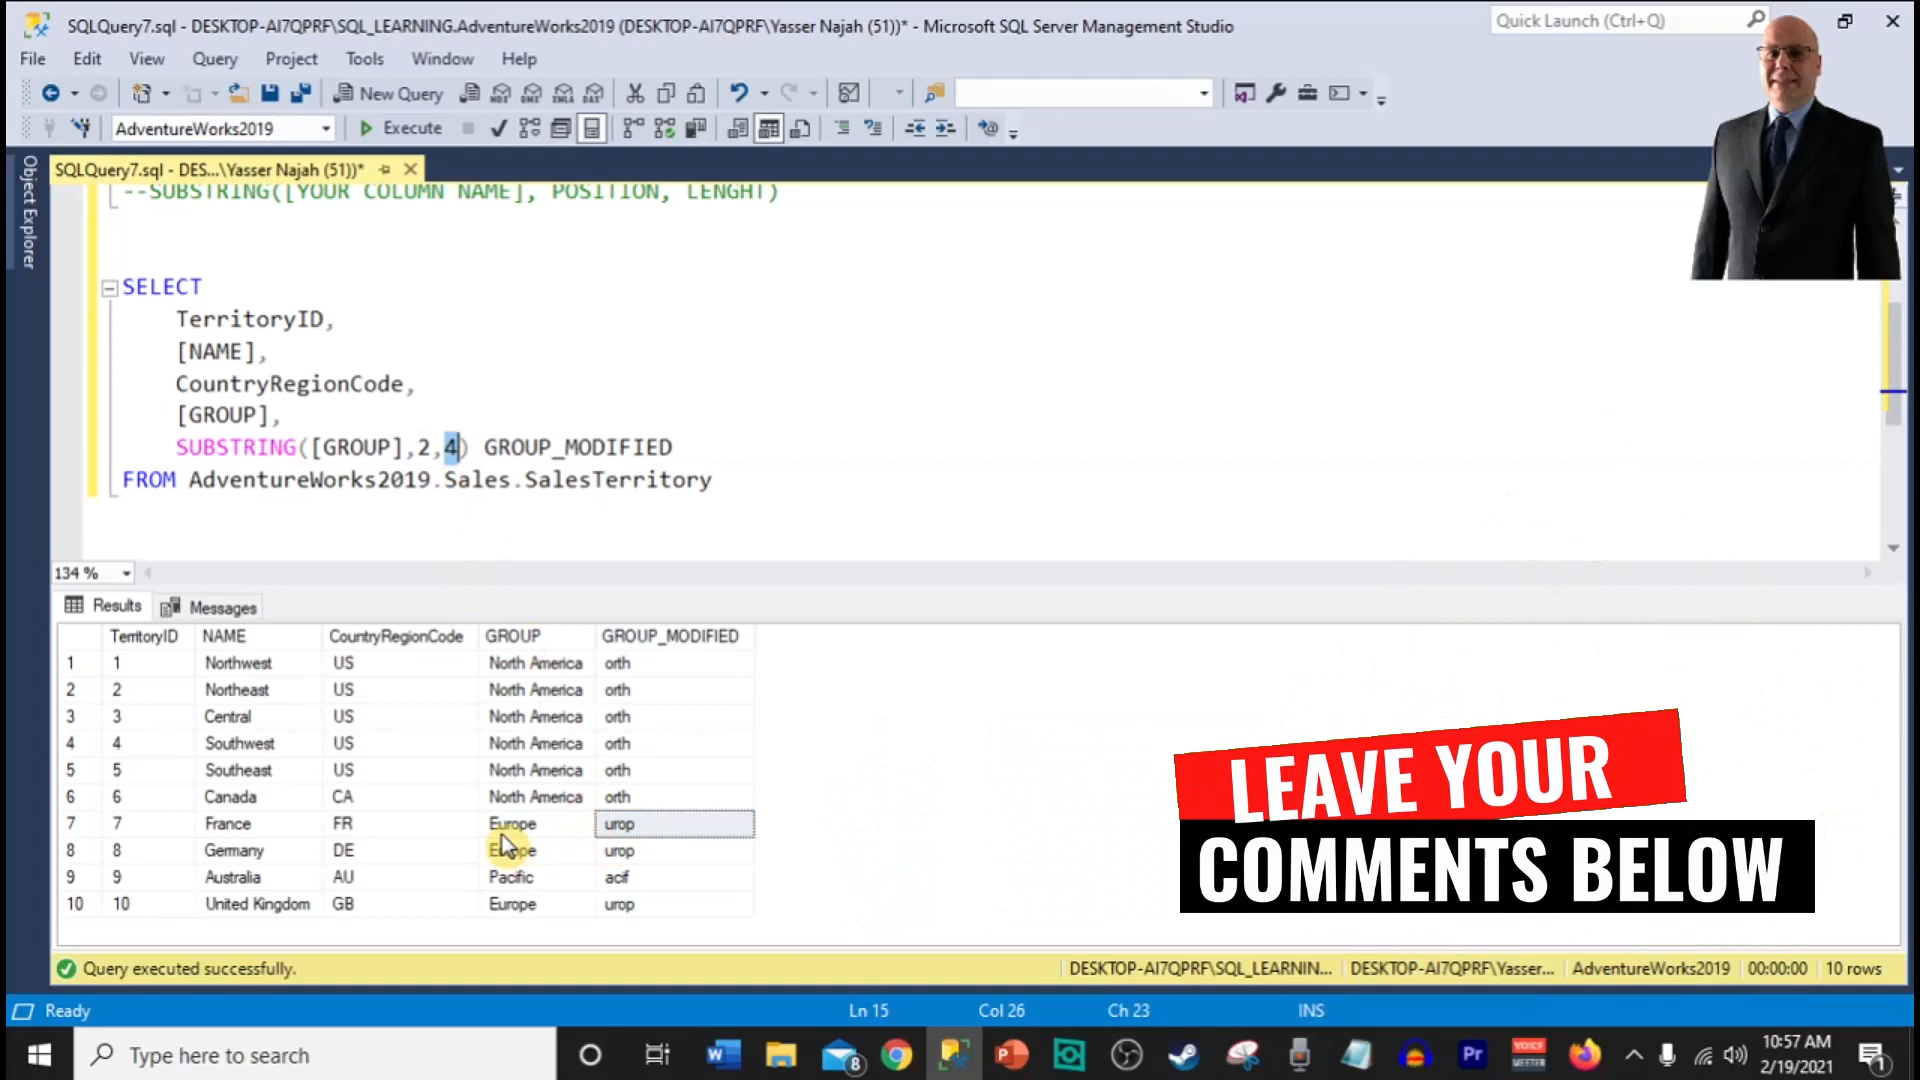 SQLQuery7.sql - DESKTOP-AI7QPRF\SQL_LEARNING.AdventureWorks2019 (DESKTOP-AI7QPRF\Yasser Najah (51))* - Microsoft SQL Server Management Studio
Quick Launch (Ctrl+Q)
File Edit View Query Project Tools Window Help
New Query
AdventureWorks2019 Execute
Object Explorer
SQLQuery7.sql - DES...\Yasser Najah (51))*
--SUBSTRING([YOUR COLUMN NAME], POSITION, LENGHT)
SELECT
TerritoryID,
[NAME],
CountryRegionCode,
[GROUP],
SUBSTRING([GROUP],2,4) GROUP_MODIFIED
FROM AdventureWorks2019.Sales.SalesTerritory
134 %
Results Messages
TerritoryID NAME CountryRegionCode GROUP GROUP_MODIFIED
1 1 Northwest US North America orth
2 2 Northeast US North America orth
3 3 Central US North America orth
4 4 Southwest US North America orth
5 5 Southeast US North America orth
6 6 Canada CA North America orth
7 7 France FR Europe urop
8 8 Germany DE Europe urop
9 9 Australia AU Pacific acif
10 10 United Kingdom GB Europe urop
LEAVE YOUR
COMMENTS BELOW
Query executed successfully. DESKTOP-AI7QPRF\SQL_LEARNIN... DESKTOP-AI7QPRF\Yasser... AdventureWorks2019 00:00:00 10 rows
Ready Ln 15 Col 26 Ch 23 INS
Type here to search
8
Pr
VOICE
MEETER
10:57 AM
2/19/2021
1